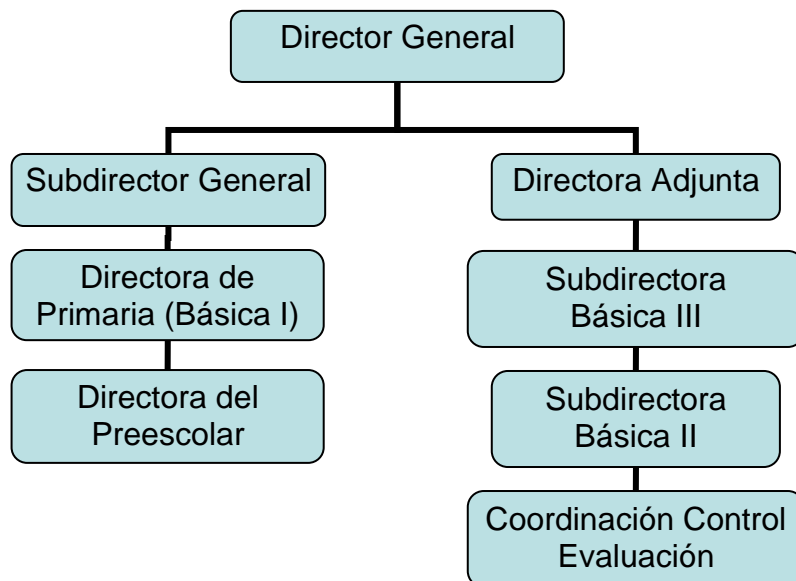 Director General
Subdirector General
Directora Adjunta
Directora de
Primaria (Básica I)
Subdirectora
Básica III
Directora del
Preescolar
Subdirectora
Básica II
Coordinación Control
Evaluación